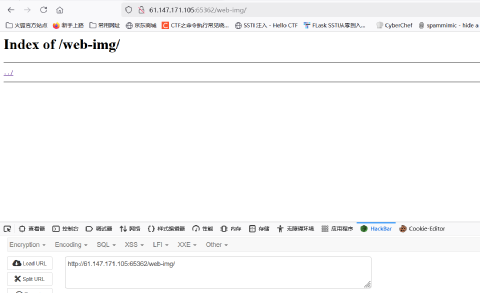 61.147.171.105:65362/web-img/
火狐官方站点 新手上路 常用网址 京东商城 CTF之命令执行常见绕... SSTI注入 - Hello CTF FLask SSTI从零到入... CyberChef spammimic - hide a
Index of /web-img/
../
查看器 控制台 调试器 网络 样式编辑器 性能 内存 存储 无障碍环境 应用程序 HackBar Cookie-Editor
Encryption Encoding SQL XSS LFI XXE Other
Load URL http://61.147.171.105:65362/web-img/
Split URL